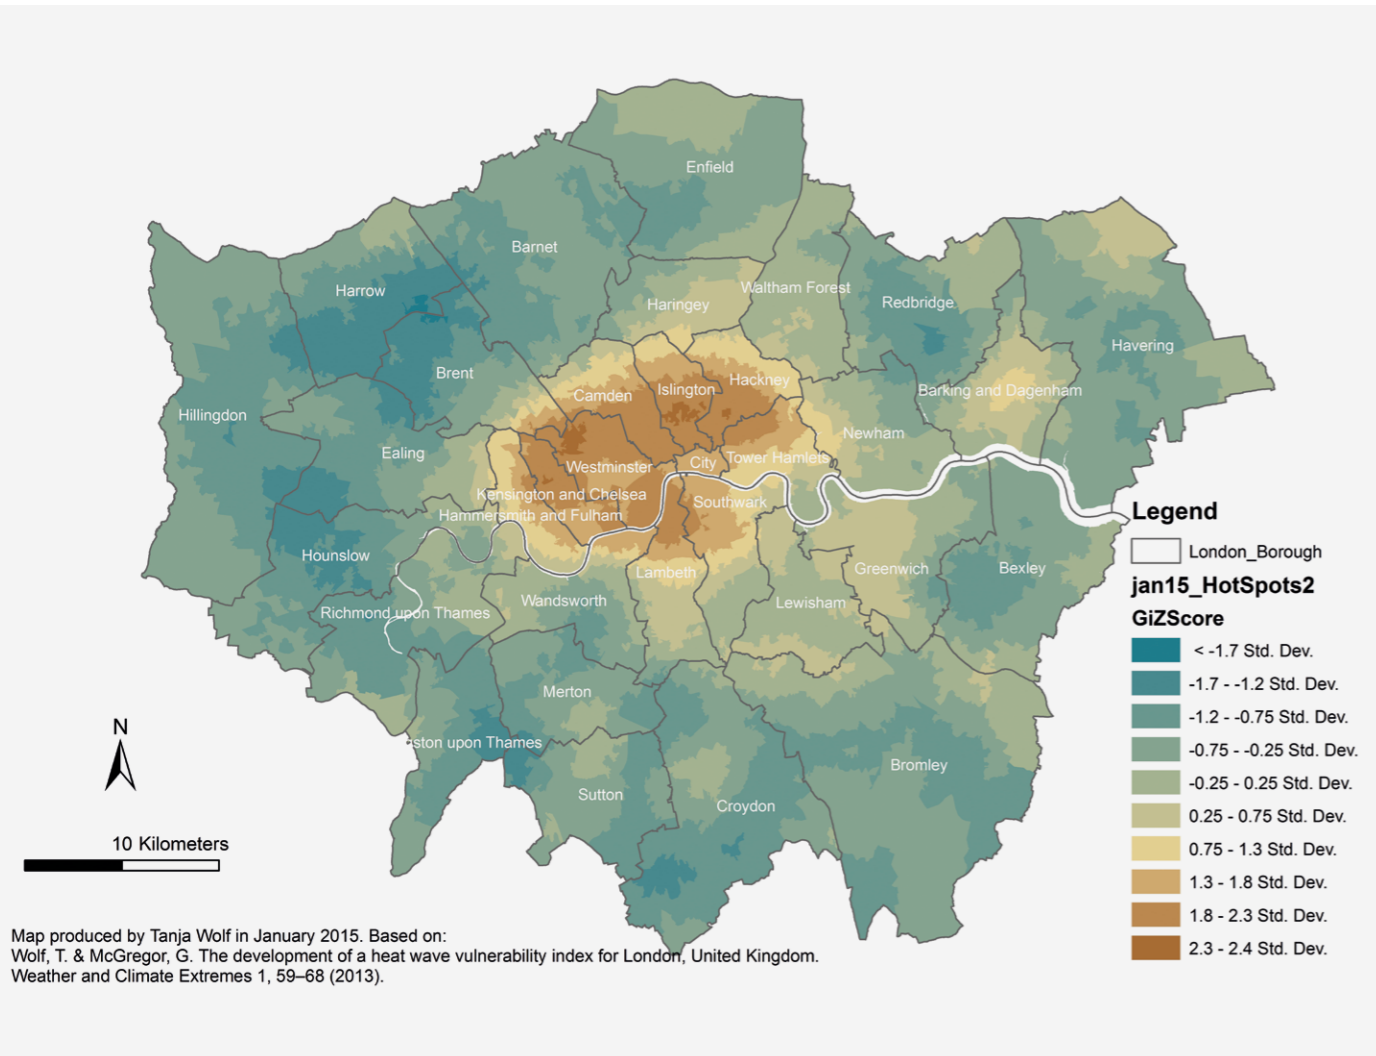 Enfield
Barnet
Harrow
Haringey
Waltham Forest
Redbridge
Havering
Brent
Camden
Islington
Hackney
Barking and Dagenham
Hillingdon
Ealing
Newham
Westminster
City
Tower Hamlets
Kensington and Chelsea
Southwark
Hammersmith and Fulham
Hounslow
Lambeth
Greenwich
Bexley
Richmond upon Thames
Wandsworth
Lewisham
Merton
ston upon Thames
Bromley
Sutton
Croydon
Legend
London_Borough
jan15_HotSpots2
GiZScore
< -1.7 Std. Dev.
-1.7 - -1.2 Std. Dev.
-1.2 - -0.75 Std. Dev.
-0.75 - -0.25 Std. Dev.
-0.25 - 0.25 Std. Dev.
0.25 - 0.75 Std. Dev.
0.75 - 1.3 Std. Dev.
1.3 - 1.8 Std. Dev.
1.8 - 2.3 Std. Dev.
2.3 - 2.4 Std. Dev.
N
10 Kilometers
Map produced by Tanja Wolf in January 2015. Based on:
Wolf, T. & McGregor, G. The development of a heat wave vulnerability index for London, United Kingdom.
Weather and Climate Extremes 1, 59–68 (2013).